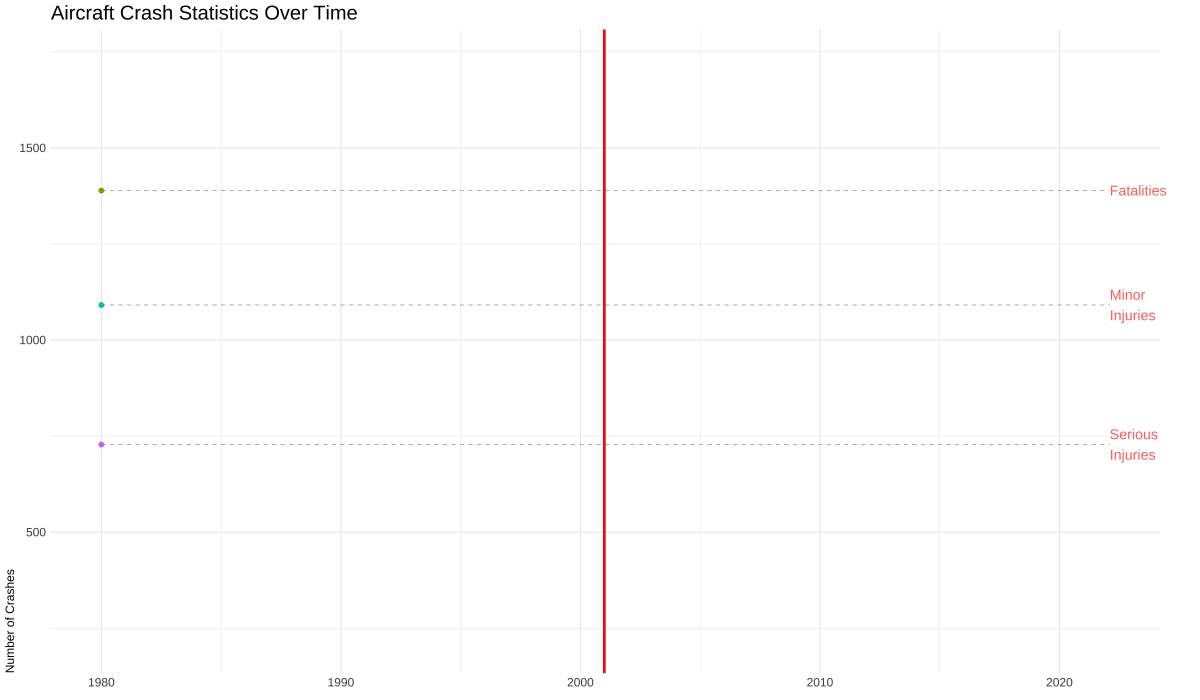 Aircraft Crash Statistics Over Time
1500
1000
500
Number of Crashes
Fatalities
Minor
Injuries
Serious
Injuries
1980
1990
2000
2010
2020